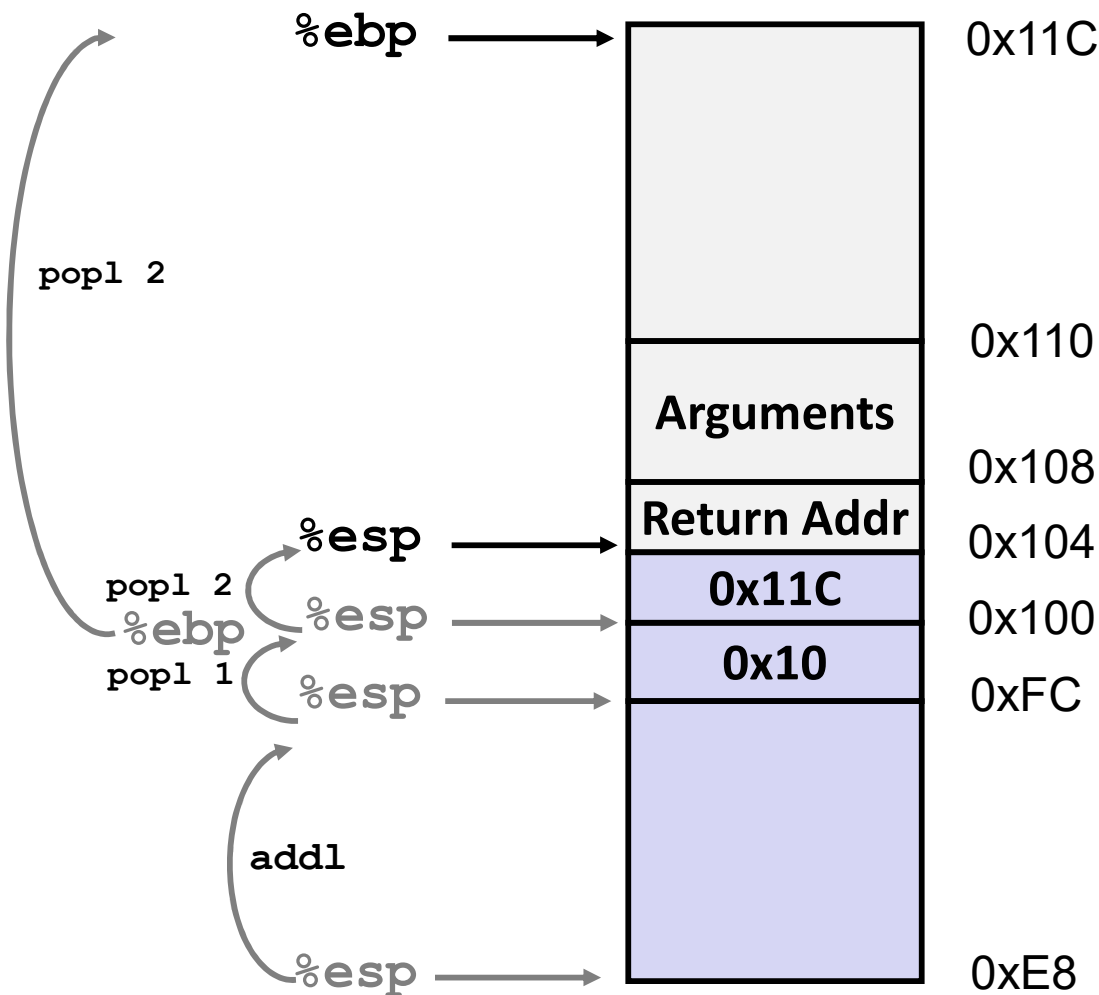 %ebp
0x11C
popl 2
0x110
Arguments
0x108
Return Addr
%esp
0x104
popl 2
0x11C
%ebp
%esp
0x100
popl 1
0x10
%esp
0xFC
addl
%esp
0xE8